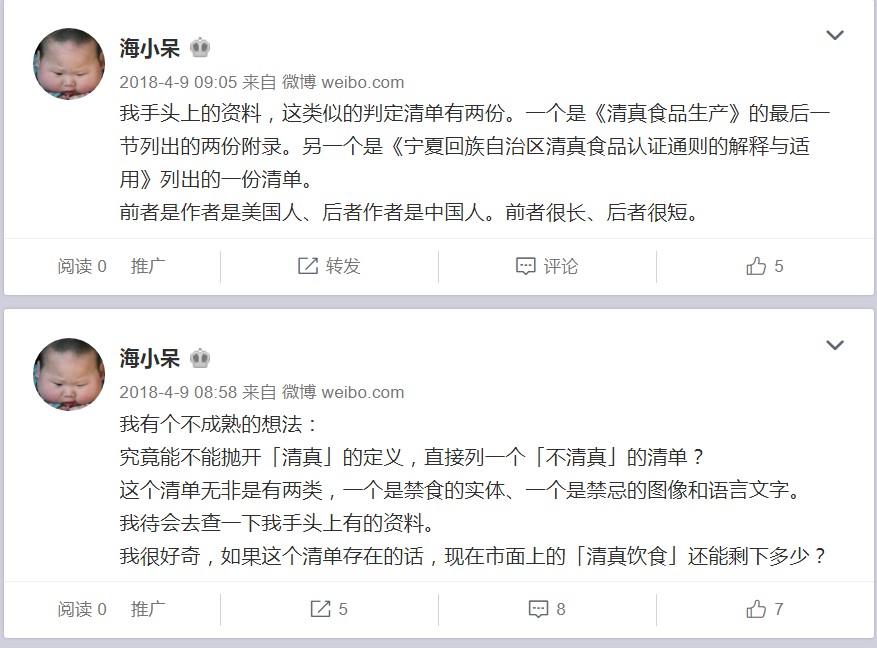 海小呆
2018-4-9 09:05 来自 微博 weibo.com
我手头上的资料，这类似的判定清单有两份。一个是《清真食品生产》的最后一
节列出的两份附录。另一个是《宁夏回族自治区清真食品认证通则的解释与适
用》列出的一份清单。
前者是作者是美国人、后者作者是中国人。前者很长、后者很短。
阅读 0 推广 转发 评论 5
海小呆
2018-4-9 08:58 来自 微博 weibo.com
我有个不成熟的想法：
究竟能不能抛开「清真」的定义，直接列一个「不清真」的清单？
这个清单无非是有两类，一个是禁食的实体、一个是禁忌的图像和语言文字。
我待会去查一下我手头上有的资料。
我很好奇，如果这个清单存在的话，现在市面上的「清真饮食」还能剩下多少？
阅读 0 推广 5 8 7